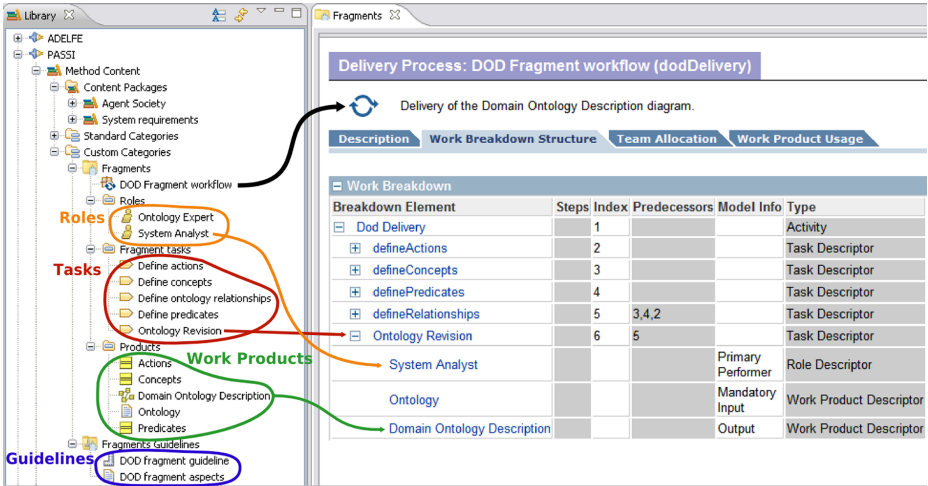 Library
Fragments
ADELFE
PASSI
Method Content
Content Packages
Agent Society
System requirements
Standard Categories
Custom Categories
Fragments
DOD Fragment workflow
Roles
Roles
Ontology Expert
System Analyst
Fragment tasks
Tasks
Define actions
Define concepts
Define ontology relationships
Define predicates
Ontology Revision
Products
Work Products
Actions
Concepts
Domain Ontology Description
Ontology
Predicates
Fragments Guidelines
Guidelines
DOD fragment guideline
DOD fragment aspects
Delivery Process: DOD Fragment workflow (dodDelivery)
Delivery of the Domain Ontology Description diagram.
Description Work Breakdown Structure Team Allocation Work Product Usage
Work Breakdown
Breakdown Element Steps Index Predecessors Model Info Type
Dod Delivery 1 Activity
defineActions 2 Task Descriptor
defineConcepts 3 Task Descriptor
definePredicates 4 Task Descriptor
defineRelationships 5 3,4,2 Task Descriptor
Ontology Revision 6 5 Task Descriptor
System Analyst Primary Performer Role Descriptor
Ontology Mandatory Input Work Product Descriptor
Domain Ontology Description Output Work Product Descriptor